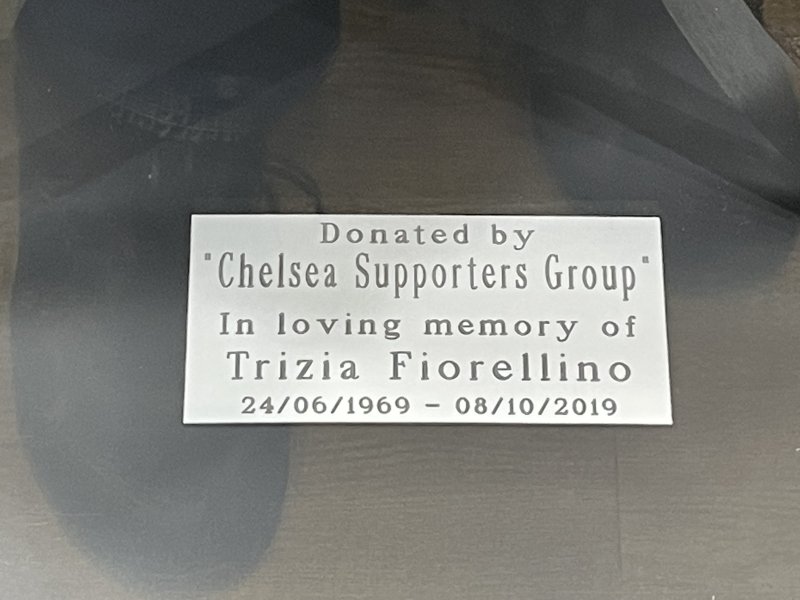 Donated by
"Chelsea Supporters Group"
In loving memory of
Trizia Fiorellino
24/06/1969 – 08/10/2019